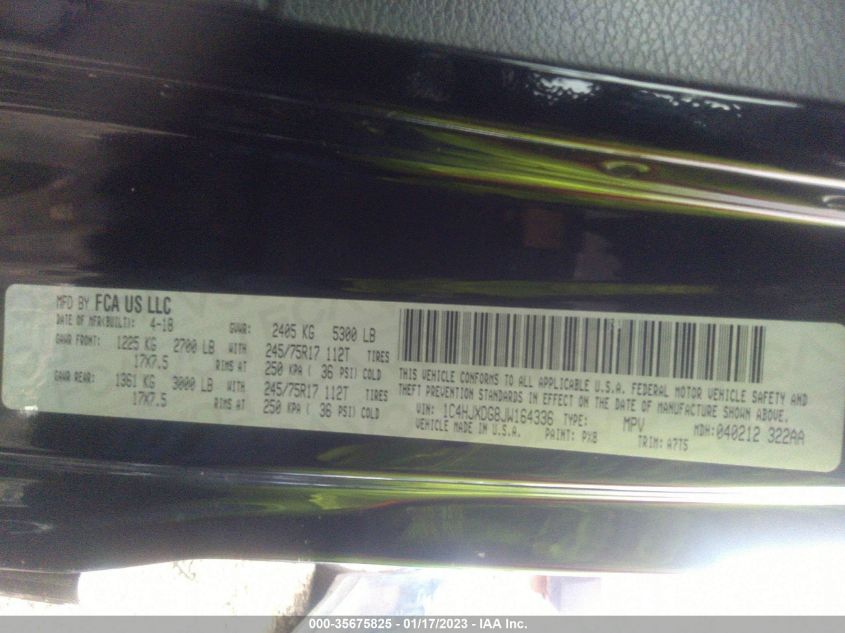 MFD BY FCA US LLC
DATE OF MFR(BUILT): 4-18 GVWR: 2405 KG 5300 LB
GAWR FRONT: 1225 KG 2700 LB WITH 245/75R17 112T TIRES
17X7.5 RIMS AT 250 KPA ( 36 PSI) COLD
GAWR REAR: 1361 KG 3000 LB WITH 245/75R17 112T TIRES
17X7.5 RIMS AT 250 KPA ( 36 PSI) COLD
THIS VEHICLE CONFORMS TO ALL APPLICABLE U.S.A. FEDERAL MOTOR VEHICLE SAFETY AND
THEFT PREVENTION STANDARDS IN EFFECT ON THE DATE OF MANUFACTURE SHOWN ABOVE.
VIN: 1C4HJXDG8JW164336 TYPE: MPV MDH: 040212 322AA
VEHICLE MADE IN U.S.A. PAINT: PX8 TRIM: A7T5
000-35675825 - 01/17/2023 - IAA Inc.